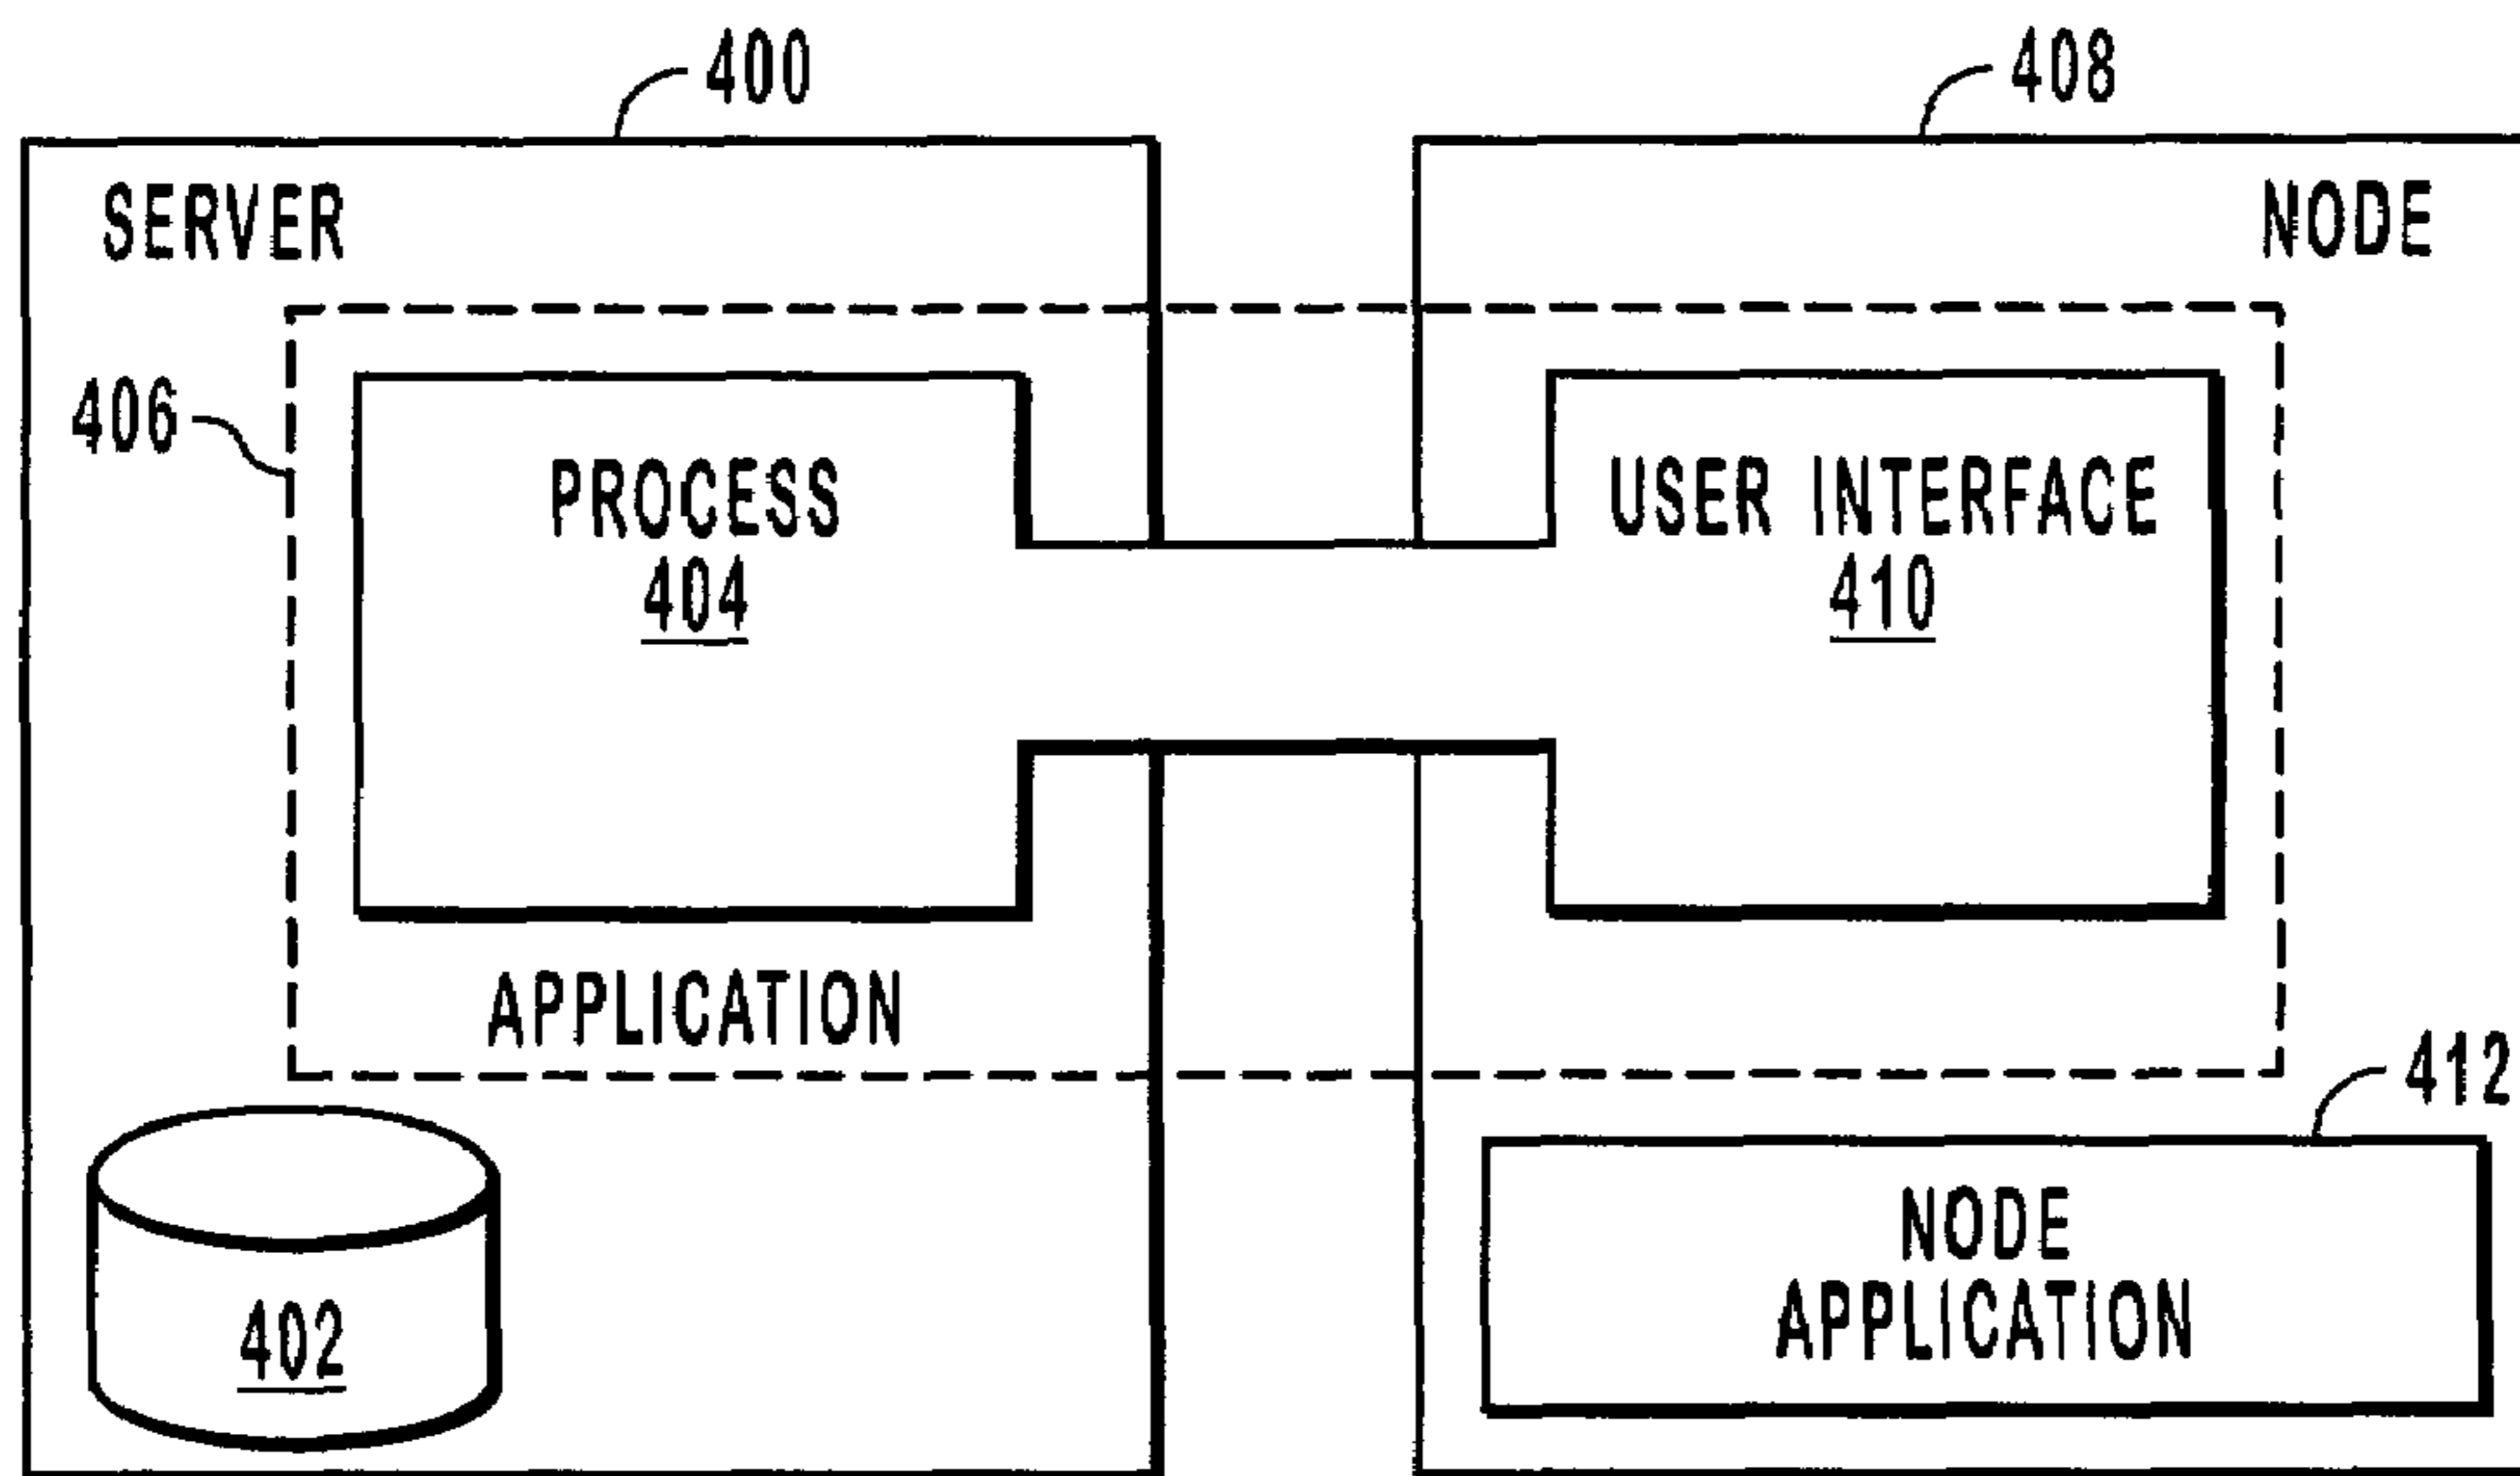 400
408
SERVER
NODE
406
PROCESS
404
USER INTERFACE
410
APPLICATION
412
402
NODE
APPLICATION